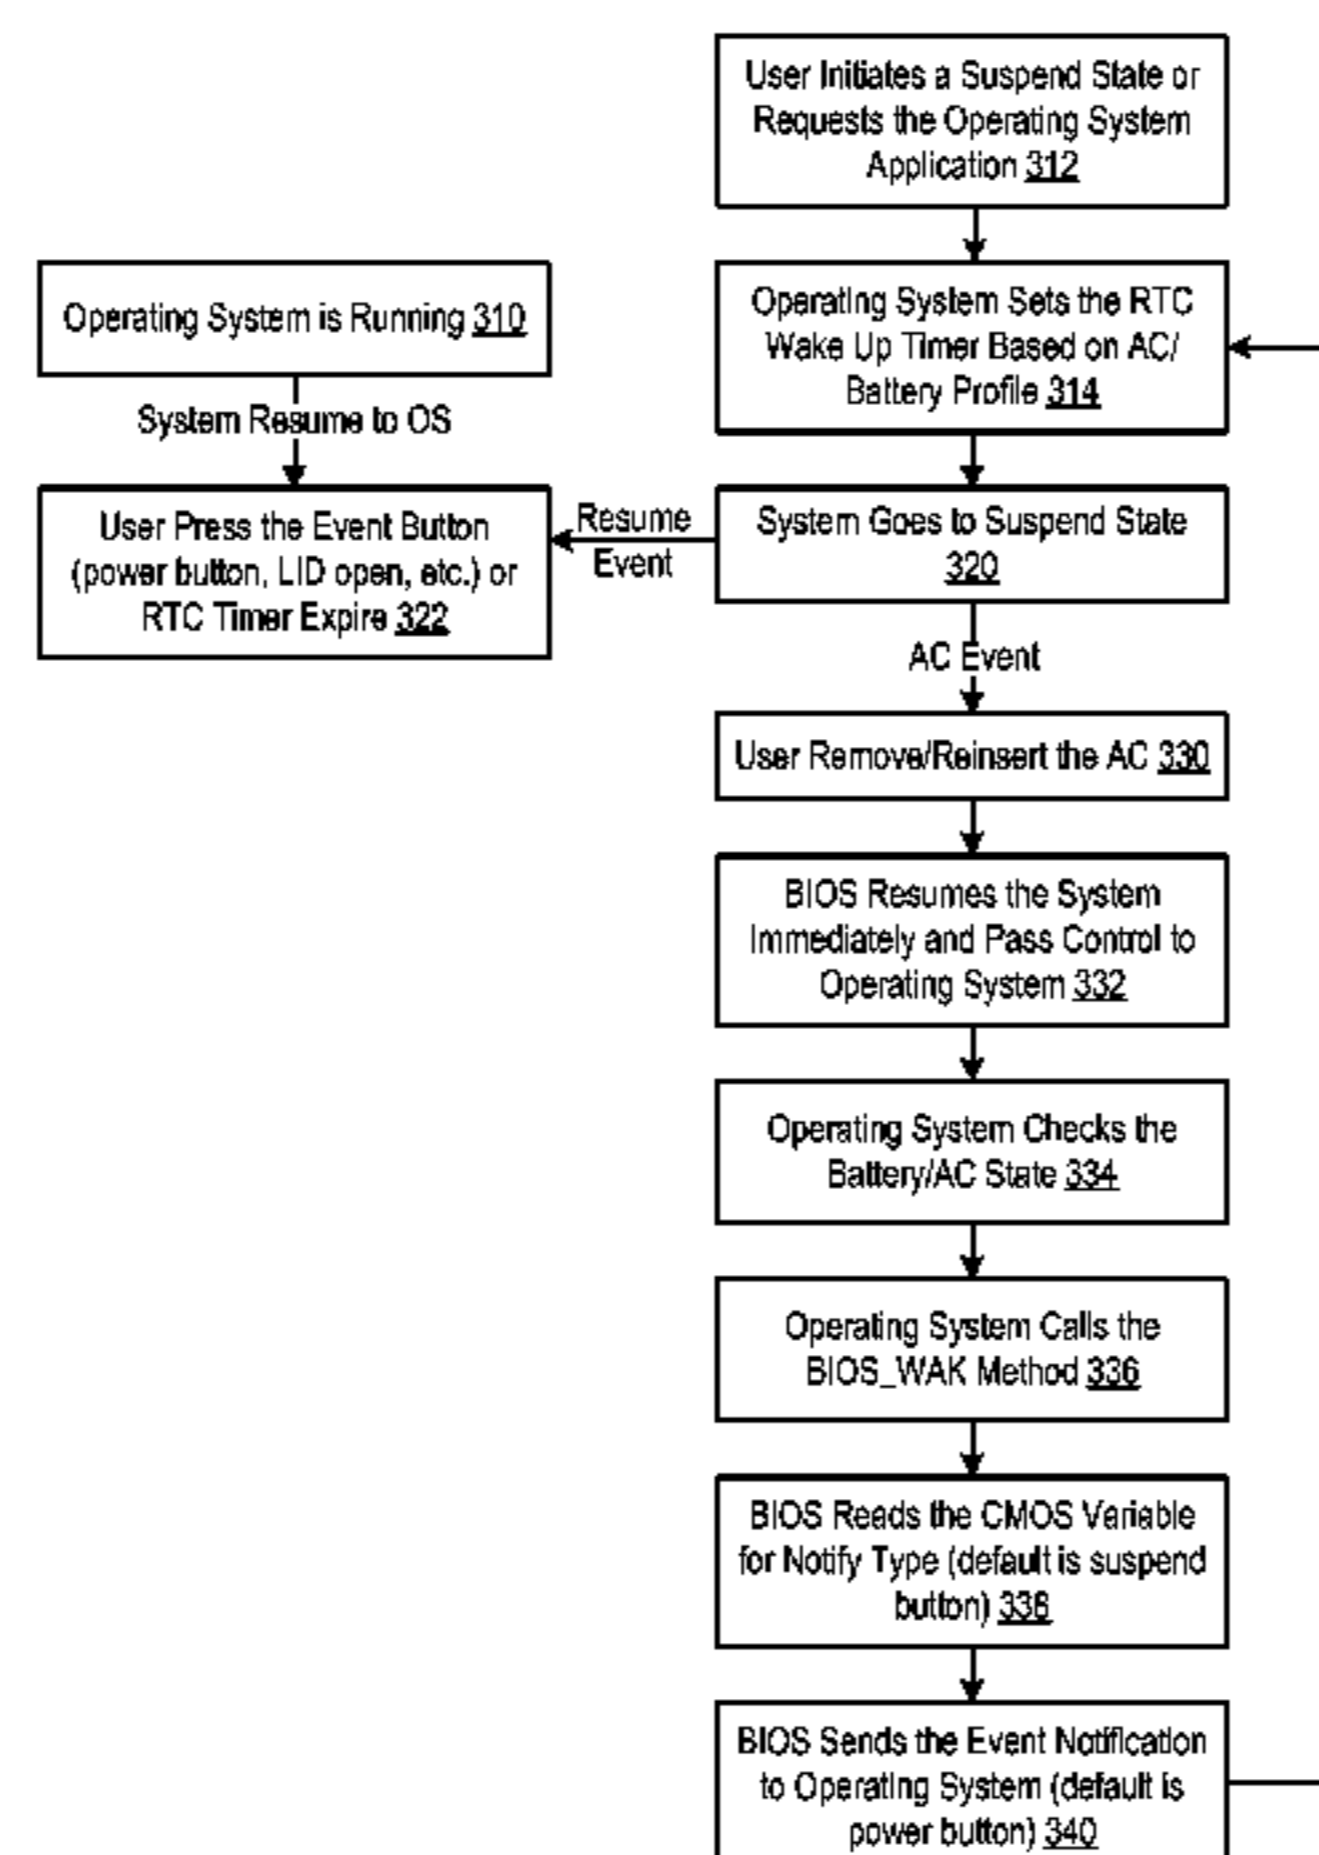 User Initiates a Suspend State or
Requests the Operating System
Application 312
Operating System is Running 310
System Resume to OS
User Press the Event Button
(power button, LID open, etc.) or
RTC Timer Expire 322
Operating System Sets the RTC
Wake Up Timer Based on AC/
Battery Profile 314
Resume
Event
System Goes to Suspend State
320
AC Event
User Remove/Reinsert the AC 330
BIOS Resumes the System
Immediately and Pass Control to
Operating System 332
Operating System Checks the
Battery/AC State 334
Operating System Calls the
BIOS_WAK Method 336
BIOS Reads the CMOS Variable
for Notify Type (default is suspend
button) 338
BIOS Sends the Event Notification
to Operating System (default is
power button) 340